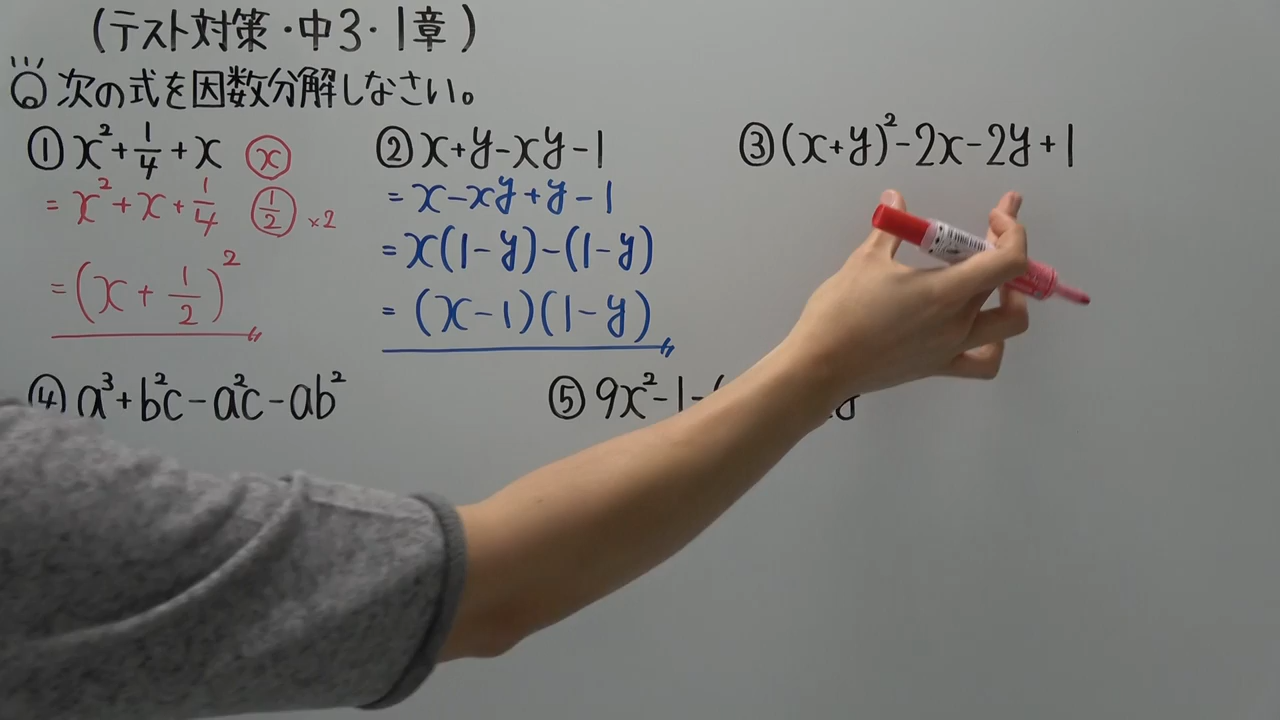 (テスト対策・中3・1章)
Q 次の式を因数分解しなさい。
① x²+1/4+x ⓧ
= x²+x+1/4 (1/2) ×2
= (x+1/2)²
② x+y-xy-1
= x-xy+y-1
= x(1-y)-(1-y)
= (x-1)(1-y)
③ (x+y)²-2x-2y+1
④ a³+b²c-a²c-ab²
⑤ 9x²-1-(
y